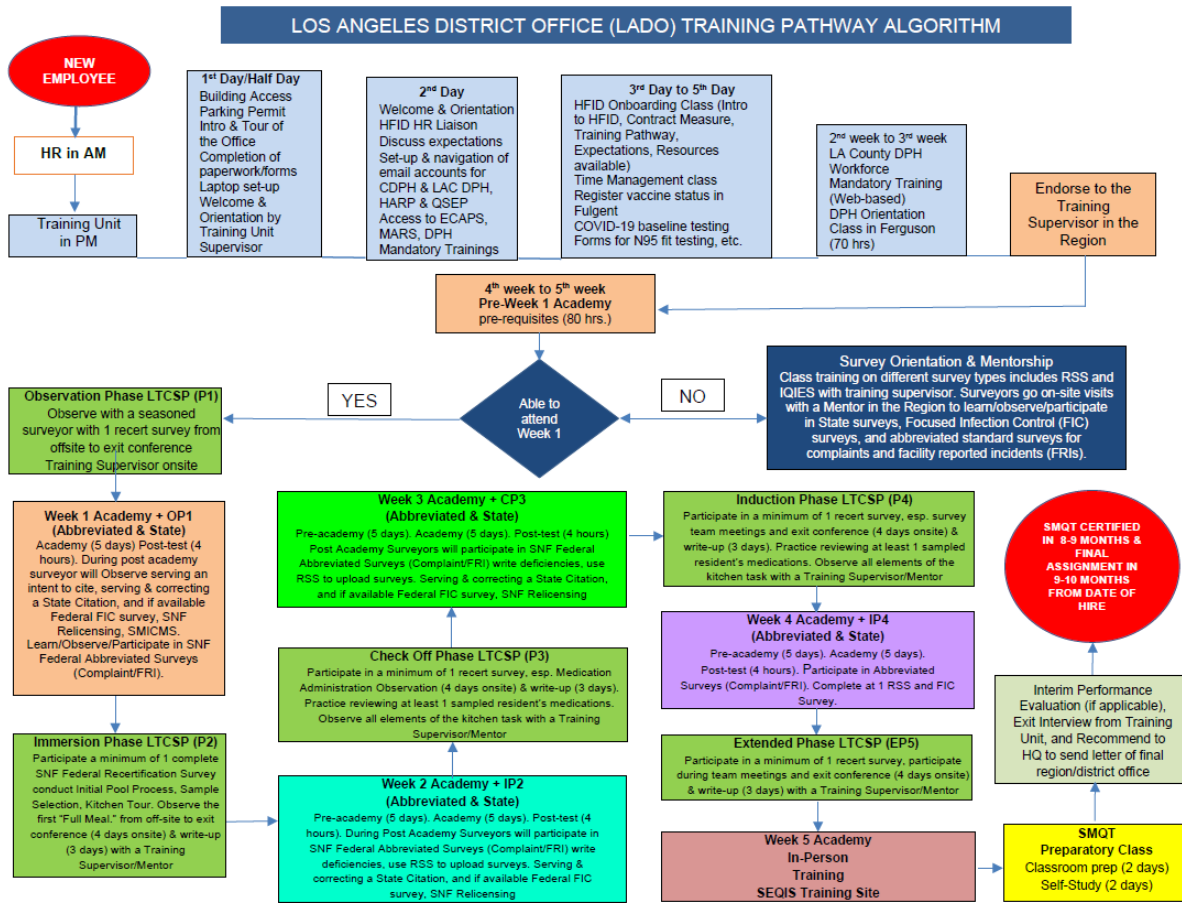 LOS ANGELES DISTRICT OFFICE (LADO) TRAINING PATHWAY ALGORITHM
NEW
EMPLOYEE
HR in AM
Training Unit
in PM
1st Day/Half Day
Building Access
Parking Permit
Intro & Tour of
the Office
Completion of
paperwork/forms
Laptop set-up
Welcome &
Orientation by
Training Unit
Supervisor
2nd Day
Welcome & Orientation
HFID HR Liaison
Discuss expectations
Set-up & navigation of
email accounts for
CDPH & LAC DPH,
HARP & QSEP
Access to ECAPS,
MARS, DPH
Mandatory Trainings
3rd Day to 5th Day
HFID Onboarding Class (Intro
to HFID, Contract Measure,
Training Pathway,
Expectations, Resources
available)
Time Management class
Register vaccine status in
Fulgent
COVID-19 baseline testing
Forms for N95 fit testing, etc.
2nd week to 3rd week
LA County DPH
Workforce
Mandatory Training
(Web-based)
DPH Orientation
Class in Ferguson
(70 hrs)
Endorse to the
Training
Supervisor in the
Region
4th week to 5th week
Pre-Week 1 Academy
pre-requisites (80 hrs.)
Able to
attend
Week 1
YES
NO
Survey Orientation & Mentorship
Class training on different survey types includes RSS and
IQIES with training supervisor. Surveyors go on-site visits
with a Mentor in the Region to learn/observe/participate
in State surveys, Focused Infection Control (FIC)
surveys, and abbreviated standard surveys for
complaints and facility reported incidents (FRIs).
Observation Phase LTCSP (P1)
Observe with a seasoned
surveyor with 1 recert survey from
offsite to exit conference
Training Supervisor onsite
Week 1 Academy + OP1
(Abbreviated & State)
Academy (5 days) Post-test (4
hours). During post academy
surveyor will Observe serving an
intent to cite, serving & correcting
a State Citation, and if available
Federal FIC survey, SNF
Relicensing, SMICMS.
Learn/Observe/Participate in SNF
Federal Abbreviated Surveys
(Complaint/FRI).
Immersion Phase LTCSP (P2)
Participate a minimum of 1 complete
SNF Federal Recertification Survey
conduct Initial Pool Process, Sample
Selection, Kitchen Tour. Observe the
first "Full Meal." from off-site to exit
conference (4 days onsite) & write-up
(3 days) with a Training
Supervisor/Mentor
Week 2 Academy + IP2
(Abbreviated & State)
Pre-academy (5 days). Academy (5 days). Post-test (4
hours). During Post Academy Surveyors will participate in
SNF Federal Abbreviated Surveys (Complaint/FRI) write
deficiencies, use RSS to upload surveys. Serving &
correcting a State Citation, and if available Federal FIC
survey, SNF Relicensing
Check Off Phase LTCSP (P3)
Participate in a minimum of 1 recert survey, esp. Medication
Administration Observation (4 days onsite) & write-up (3 days).
Practice reviewing at least 1 sampled resident's medications.
Observe all elements of the kitchen task with a Training
Supervisor/Mentor
Week 3 Academy + CP3
(Abbreviated & State)
Pre-academy (5 days). Academy (5 days). Post-test (4 hours)
Post Academy Surveyors will participate in SNF Federal
Abbreviated Surveys (Complaint/FRI) write deficiencies, use
RSS to upload surveys. Serving & correcting a State Citation,
and if available Federal FIC survey, SNF Relicensing
Induction Phase LTCSP (P4)
Participate in a minimum of 1 recert survey, esp. survey
team meetings and exit conference (4 days onsite) &
write-up (3 days). Practice reviewing at least 1 sampled
resident's medications. Observe all elements of the
kitchen task with a Training Supervisor/Mentor
Week 4 Academy + IP4
(Abbreviated & State)
Pre-academy (5 days). Academy (5 days).
Post-test (4 hours). Participate in Abbreviated
Surveys (Complaint/FRI). Complete at 1 RSS and FIC
Survey.
Extended Phase LTCSP (EP5)
Participate in a minimum of 1 recert survey, participate
during team meetings and exit conference (4 days onsite)
& write-up (3 days) with a Training Supervisor/Mentor
Week 5 Academy
In-Person
Training
SEQIS Training Site
SMQT
Preparatory Class
Classroom prep (2 days)
Self-Study (2 days)
Interim Performance
Evaluation (if applicable),
Exit Interview from Training
Unit, and Recommend to
HQ to send letter of final
region/district office
SMQT CERTIFIED
IN 8-9 MONTHS &
FINAL
ASSIGNMENT IN
9-10 MONTHS
FROM DATE OF
HIRE